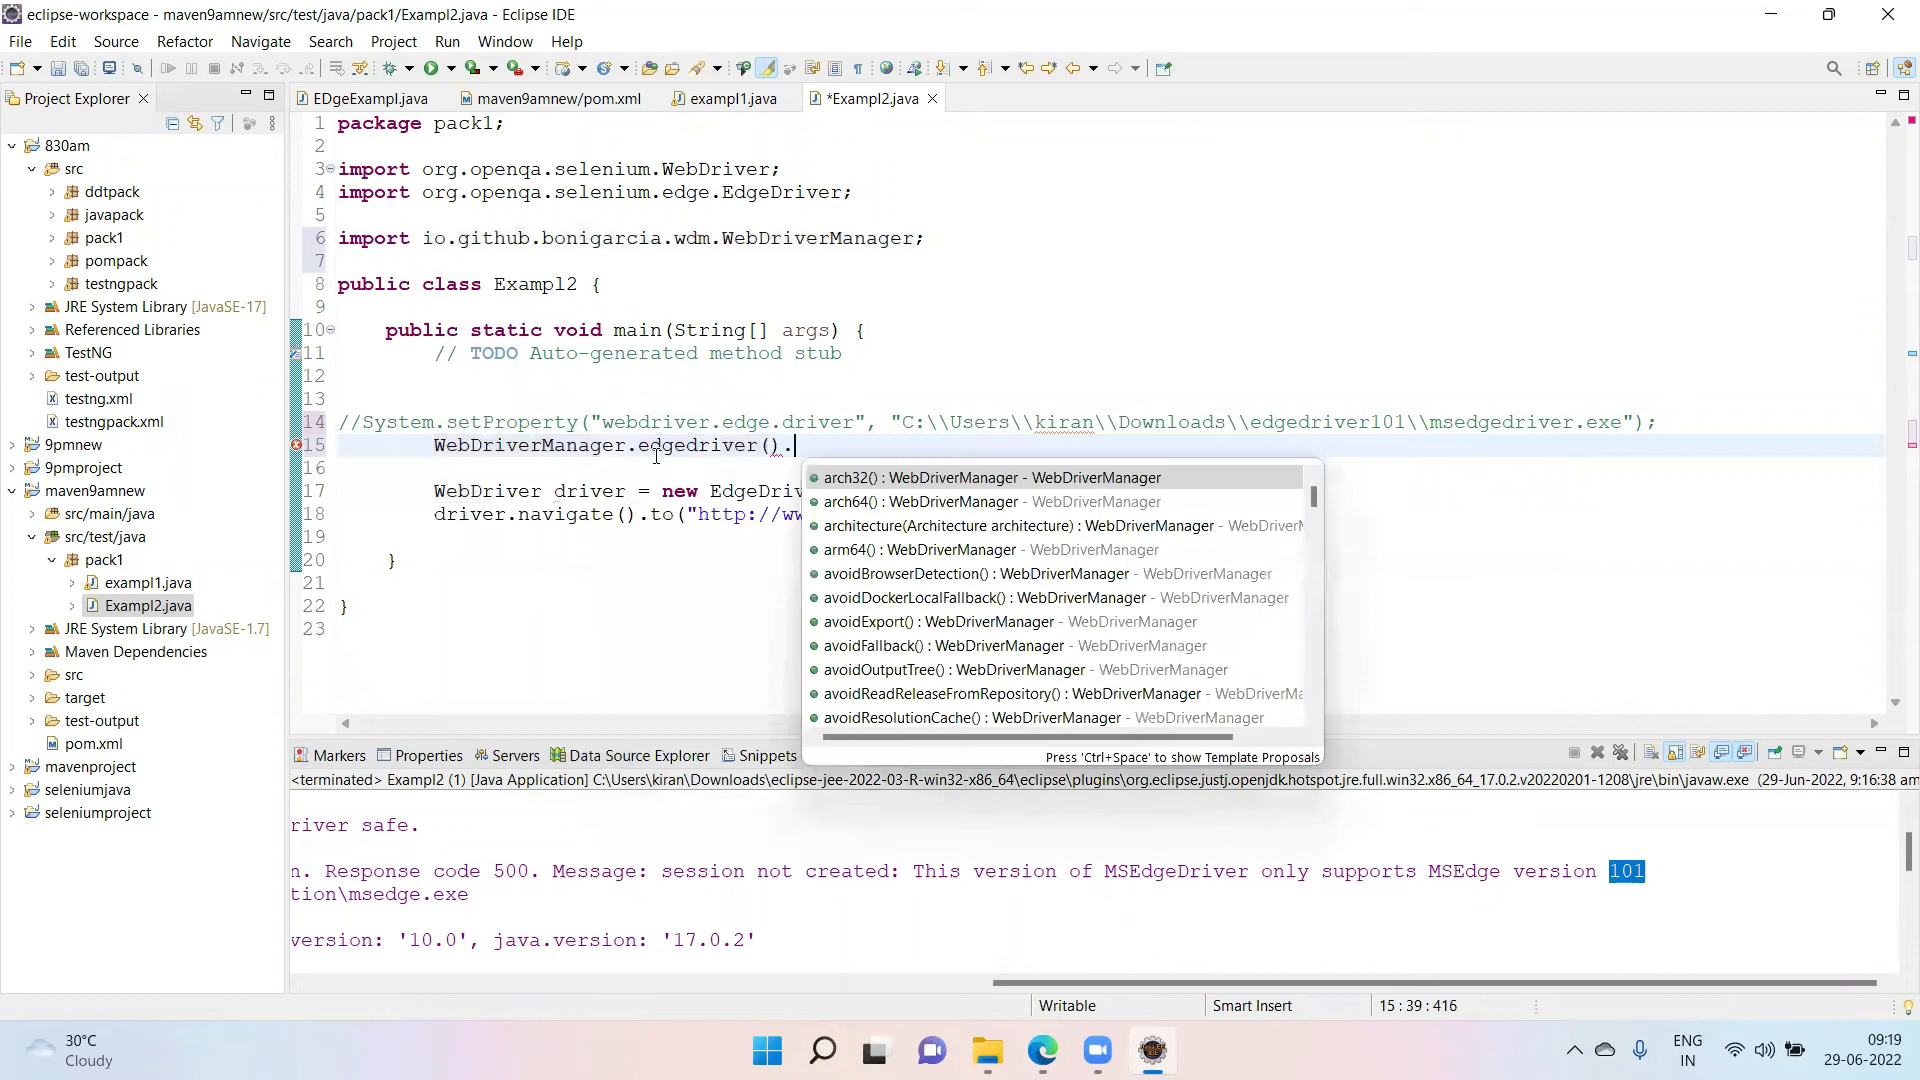 eclipse-workspace - maven9amnew/src/test/java/pack1/Exampl2.java - Eclipse IDE
File Edit Source Refactor Navigate Search Project Run Window Help
Project Explorer
EDgeExampl.java maven9amnew/pom.xml exampl1.java *Exampl2.java
830am
src
ddtpack
javapack
pack1
pompack
testngpack
JRE System Library [JavaSE-17]
Referenced Libraries
TestNG
test-output
testng.xml
testngpack.xml
9pmnew
9pmproject
maven9amnew
src/main/java
src/test/java
pack1
exampl1.java
Exampl2.java
JRE System Library [JavaSE-1.7]
Maven Dependencies
src
target
test-output
pom.xml
mavenproject
seleniumjava
seleniumproject
1 package pack1;
2
3 import org.openqa.selenium.WebDriver;
4 import org.openqa.selenium.edge.EdgeDriver;
5
6 import io.github.bonigarcia.wdm.WebDriverManager;
7
8 public class Exampl2 {
9
10 public static void main(String[] args) {
11 // TODO Auto-generated method stub
12
13
14 //System.setProperty("webdriver.edge.driver", "C:\\Users\\kiran\\Downloads\\edgedriver101\\msedgedriver.exe");
15 WebDriverManager.edgedriver().
16
17 WebDriver driver = new EdgeDriv
18 driver.navigate().to("http://ww
19
20 }
21
22 }
23
arch32() : WebDriverManager - WebDriverManager
arch64() : WebDriverManager - WebDriverManager
architecture(Architecture architecture) : WebDriverManager - WebDriverM
arm64() : WebDriverManager - WebDriverManager
avoidBrowserDetection() : WebDriverManager - WebDriverManager
avoidDockerLocalFallback() : WebDriverManager - WebDriverManager
avoidExport() : WebDriverManager - WebDriverManager
avoidFallback() : WebDriverManager - WebDriverManager
avoidOutputTree() : WebDriverManager - WebDriverManager
avoidReadReleaseFromRepository() : WebDriverManager - WebDriverMa
avoidResolutionCache() : WebDriverManager - WebDriverManager
Press 'Ctrl+Space' to show Template Proposals
Markers Properties Servers Data Source Explorer Snippets
<terminated> Exampl2 (1) [Java Application] C:\Users\kiran\Downloads\eclipse-jee-2022-03-R-win32-x86_64\eclipse\plugins\org.eclipse.justj.openjdk.hotspot.jre.full.win32.x86_64_17.0.2.v20220201-1208\jre\bin\javaw.exe (29-Jun-2022, 9:16:38 am
river safe.
n. Response code 500. Message: session not created: This version of MSEdgeDriver only supports MSEdge version 101
tion\msedge.exe
version: '10.0', java.version: '17.0.2'
Writable Smart Insert 15 : 39 : 416
30°C
Cloudy
ENG
IN
09:19
29-06-2022